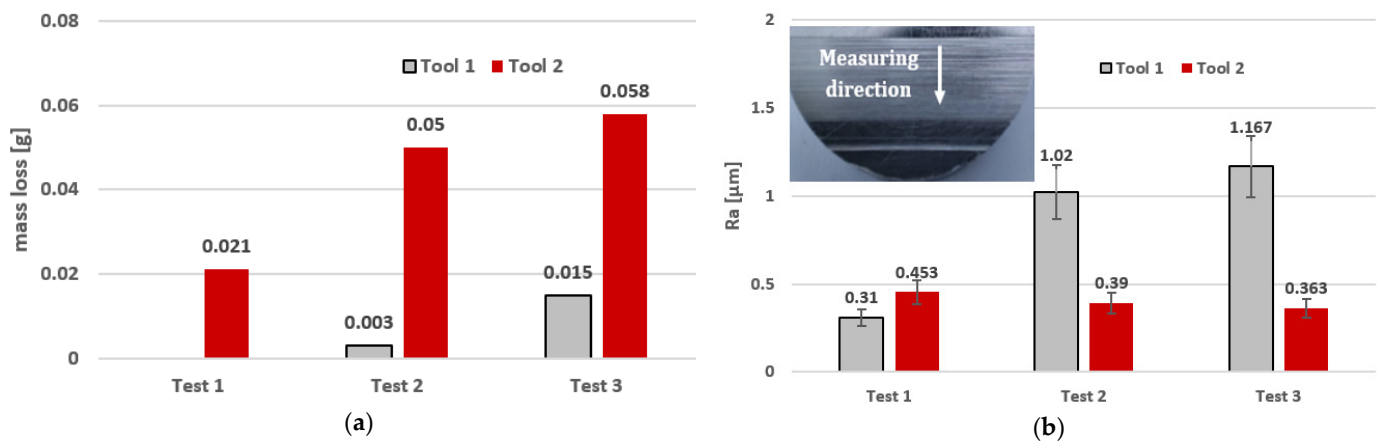 0.08
0.06
0.04
0.02
0
mass loss [g]
Tool 1 Tool 2
0.021
0.003
0.05
0.015
0.058
Test 1 Test 2 Test 3
(a)
2
1.5
1
0.5
0
Ra [µm]
Measuring
direction
Tool 1 Tool 2
0.31
0.453
1.02
0.39
1.167
0.363
Test 1 Test 2 Test 3
(b)